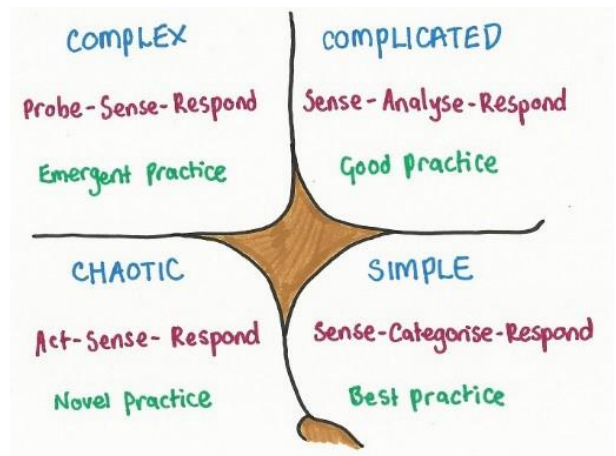 COMPLEX
Probe-Sense-Respond
Emergent Practice
COMPLICATED
Sense-Analyse-Respond
Good Practice
CHAOTIC
Act-Sense-Respond
Novel Practice
SIMPLE
Sense-Categorise-Respond
Best Practice